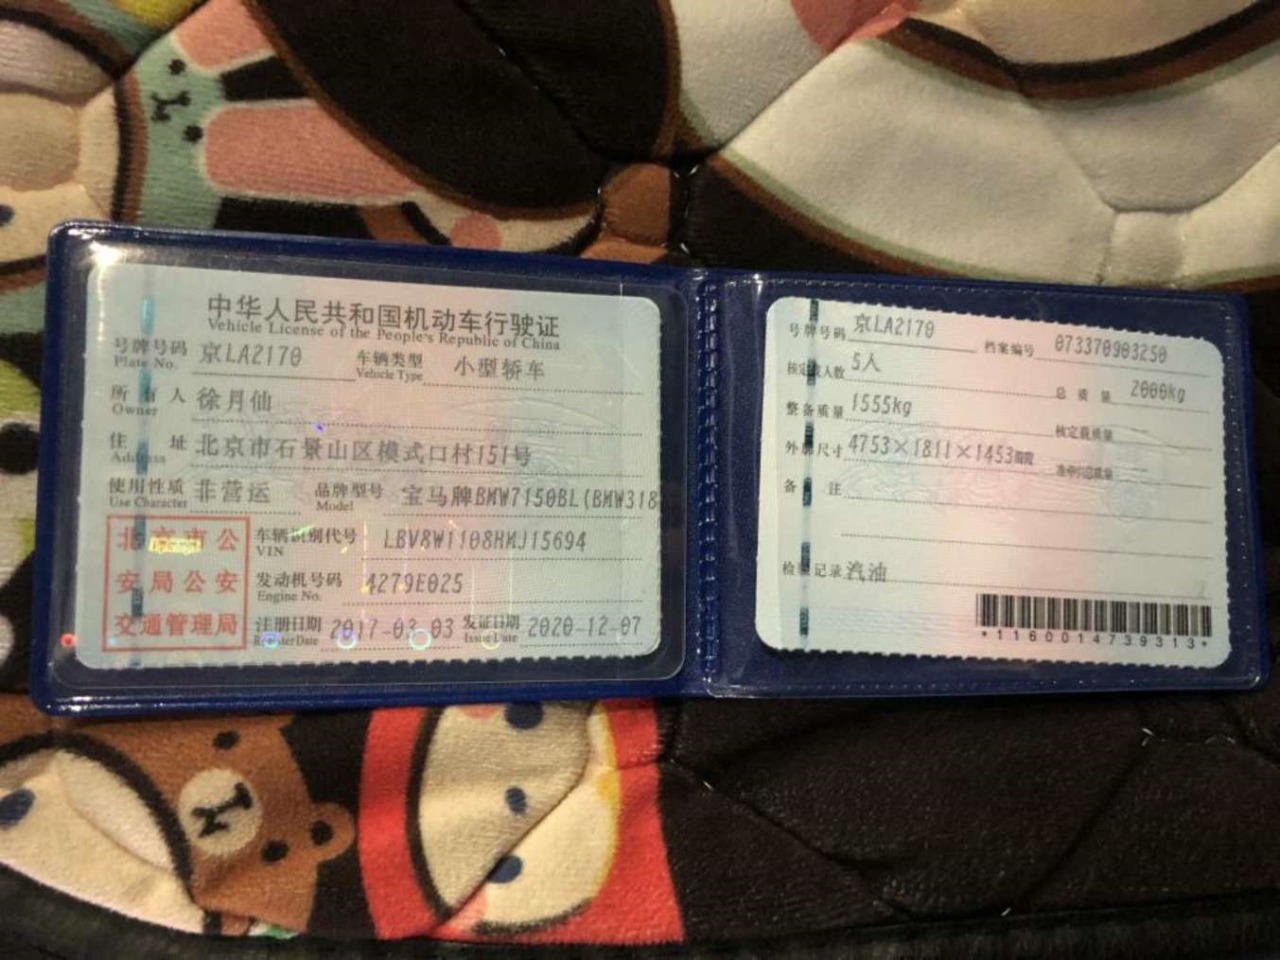 中华人民共和国机动车行驶证
Vehicle License of the People's Republic of China
号牌号码 京LA2170 车辆类型 小型轿车
Plate No. Vehicle Type
所有人 徐月仙
Owner
住址 北京市石景山区模式口村151号
Address
使用性质 非营运 品牌型号 宝马牌BMW7150BL(BMW318
Use Character Model
车辆识别代号 LBV8W1108HMJ15694
VIN
发动机号码 4279E025
Engine No.
注册日期 2017-03-03 发证日期 2020-12-07
Register Date Issue Date
北京市公
安局公安
交通管理局
号牌号码 京LA2170 档案编号 073370903250
核定载人数 5人 总质量 2000kg
整备质量 1555kg 核定载质量
外廓尺寸 4753×1811×1453 准牵引总质量
备注
检验记录 汽油
*1160014739313*